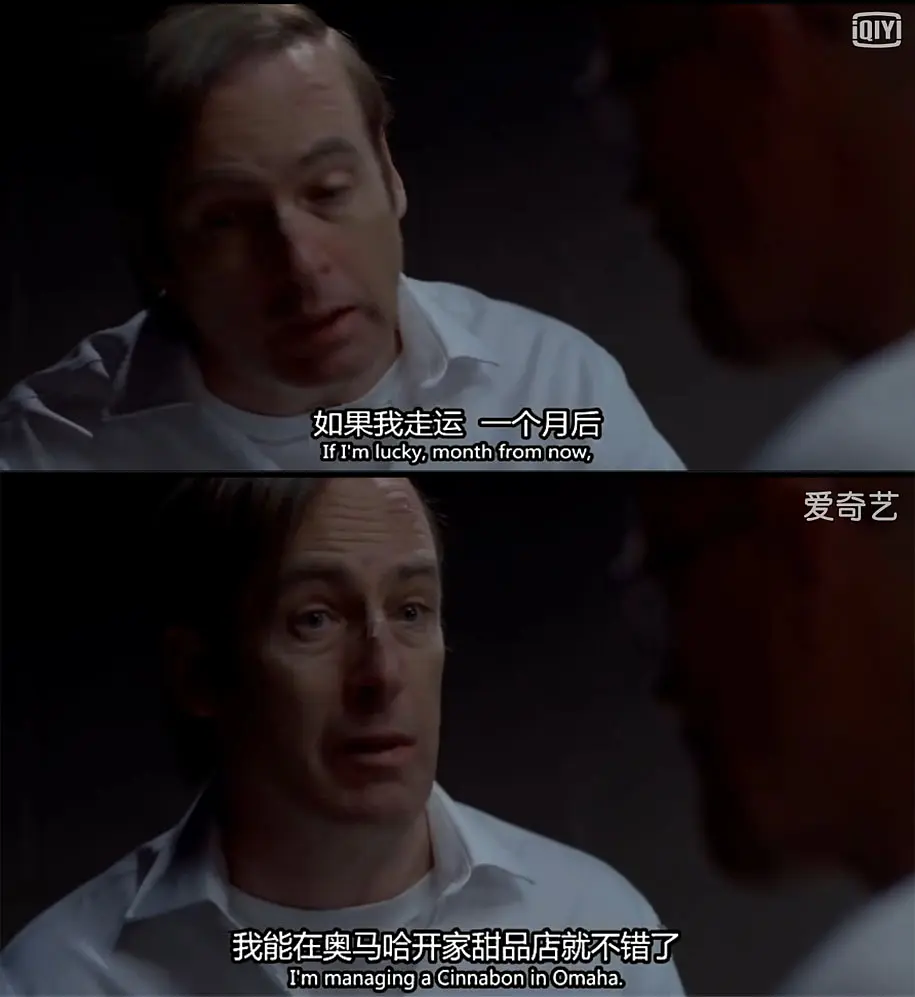 iQIYI
如果我走运 一个月后
If I'm lucky, month from now,
爱奇艺
我能在奥马哈开家甜品店就不错了
I'm managing a Cinnabon in Omaha.